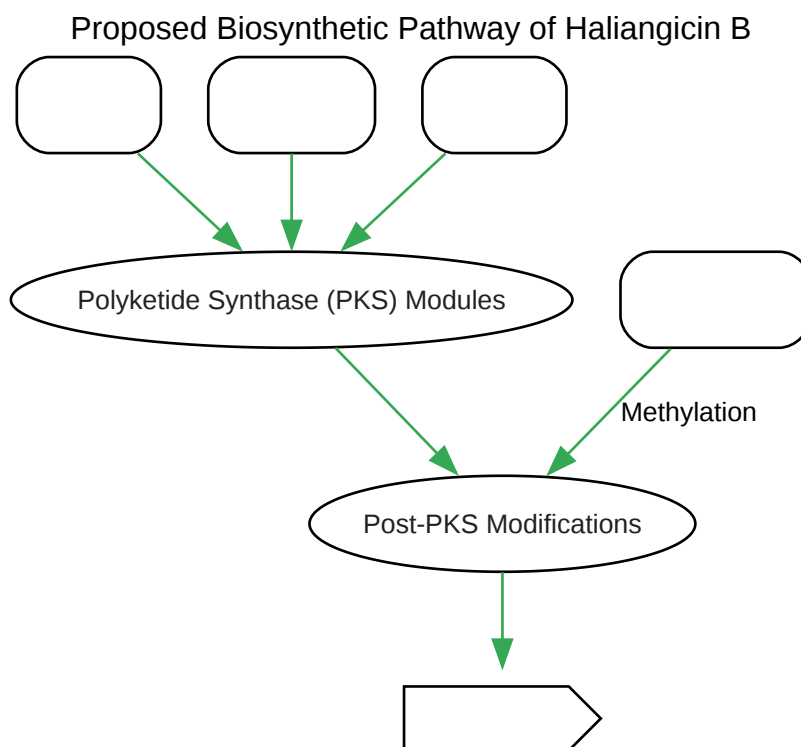 Proposed Biosynthetic Pathway of Haliangicin B
Polyketide Synthase (PKS) Modules
Methylation
Post-PKS Modifications